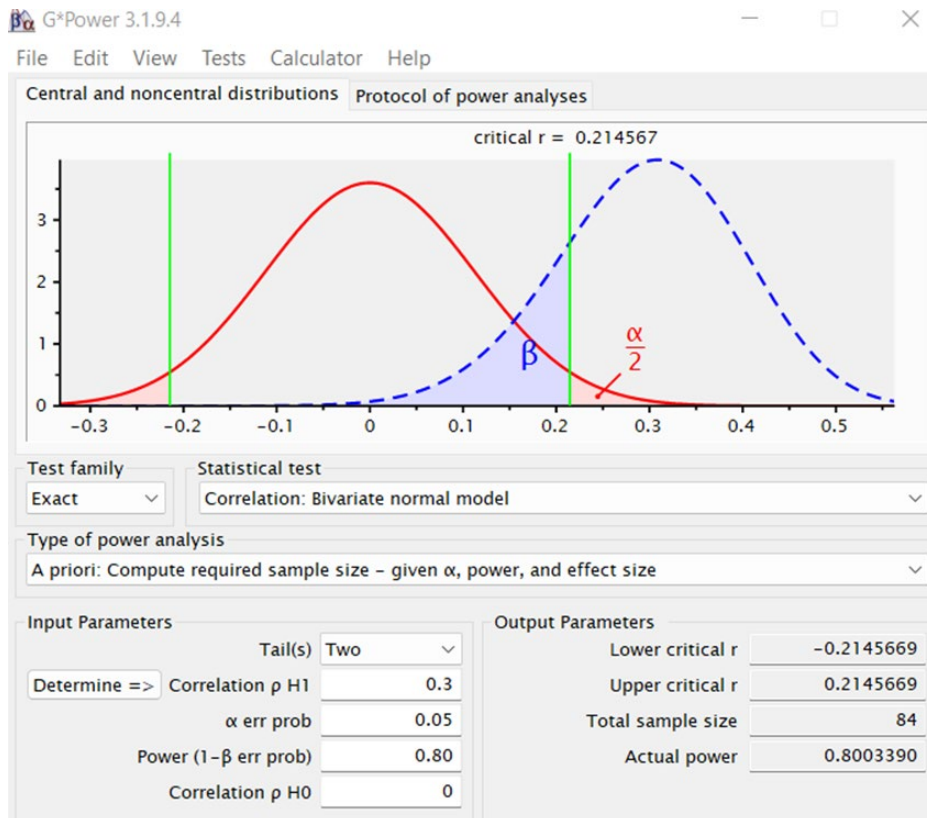 βα G*Power 3.1.9.4
File Edit View Tests Calculator Help
Central and noncentral distributions Protocol of power analyses
critical r = 0.214567
3
2
1
0
β
α
2
-0.3 -0.2 -0.1 0 0.1 0.2 0.3 0.4 0.5
Test family Statistical test
Exact Correlation: Bivariate normal model
Type of power analysis
A priori: Compute required sample size – given α, power, and effect size
Input Parameters Output Parameters
Tail(s) Two Lower critical r -0.2145669
Determine => Correlation ρ H1 0.3 Upper critical r 0.2145669
α err prob 0.05 Total sample size 84
Power (1-β err prob) 0.80 Actual power 0.8003390
Correlation ρ H0 0